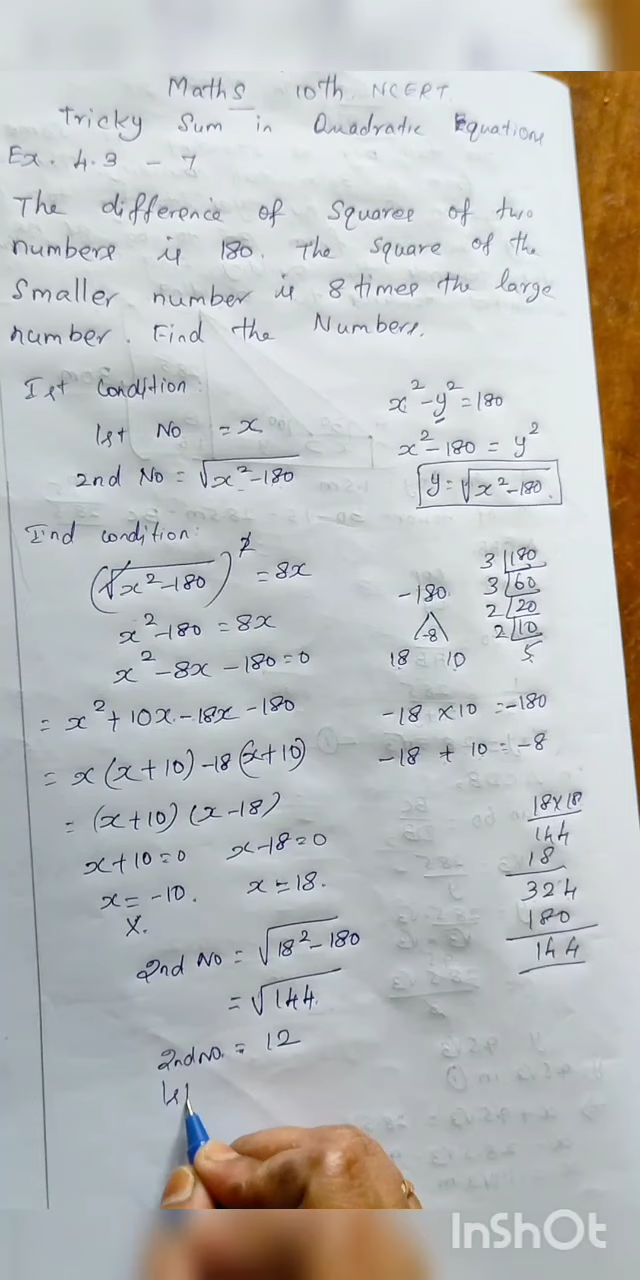 Maths 10th. NCERT
Tricky Sum in Quadratic Equations
Ex. 4.3 - 7
The difference of squares of two
numbers is 180. The square of the
smaller number is 8 times the large
number. Find the Numbers.
Ist Condition:
1st No = x
2nd No = √x²-180
x²-y²=180
x²-180 = y²
y=√x²-180.
IInd condition:
(√x²-180)² = 8x
x²-180 = 8x
x²-8x-180=0
= x²+10x-18x-180
= x(x+10)-18(x+10)
= (x+10)(x-18)
x+10=0 x-18=0
x=-10. x=18.
X.
-180
-8
18 10
3 180
3 60
2 20
2 10
5
-18 × 10 = -180
-18 + 10 = -8
18×18
144
18
324
180
144
2nd No = √18²-180
= √144.
2nd No. = 12
Is
InShOt